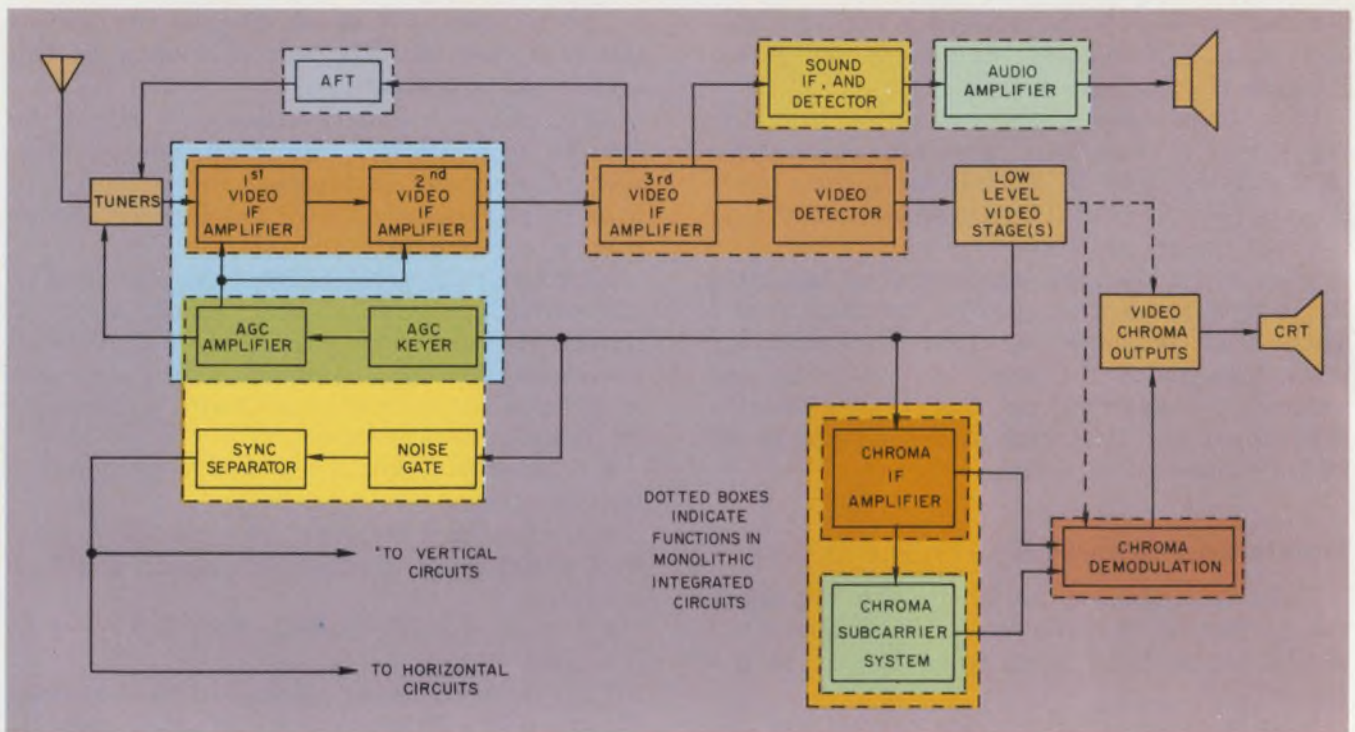 AFT
SOUND
IF, AND
DETECTOR
AUDIO
AMPLIFIER
TUNERS
1st
VIDEO
IF
AMPLIFIER
2nd
VIDEO IF
AMPLIFIER
3rd
VIDEO
IF
AMPLIFIER
VIDEO
DETECTOR
LOW
LEVEL
VIDEO
STAGE(S)
AGC
AMPLIFIER
AGC
KEYER
VIDEO
CHROMA
OUTPUTS
CRT
SYNC
SEPARATOR
NOISE
GATE
DOTTED BOXES
INDICATE
FUNCTIONS IN
MONOLITHIC
INTEGRATED
CIRCUITS
CHROMA
IF
AMPLIFIER
CHROMA
DEMODULATION
CHROMA
SUBCARRIER
SYSTEM
TO VERTICAL
CIRCUITS
TO HORIZONTAL
CIRCUITS